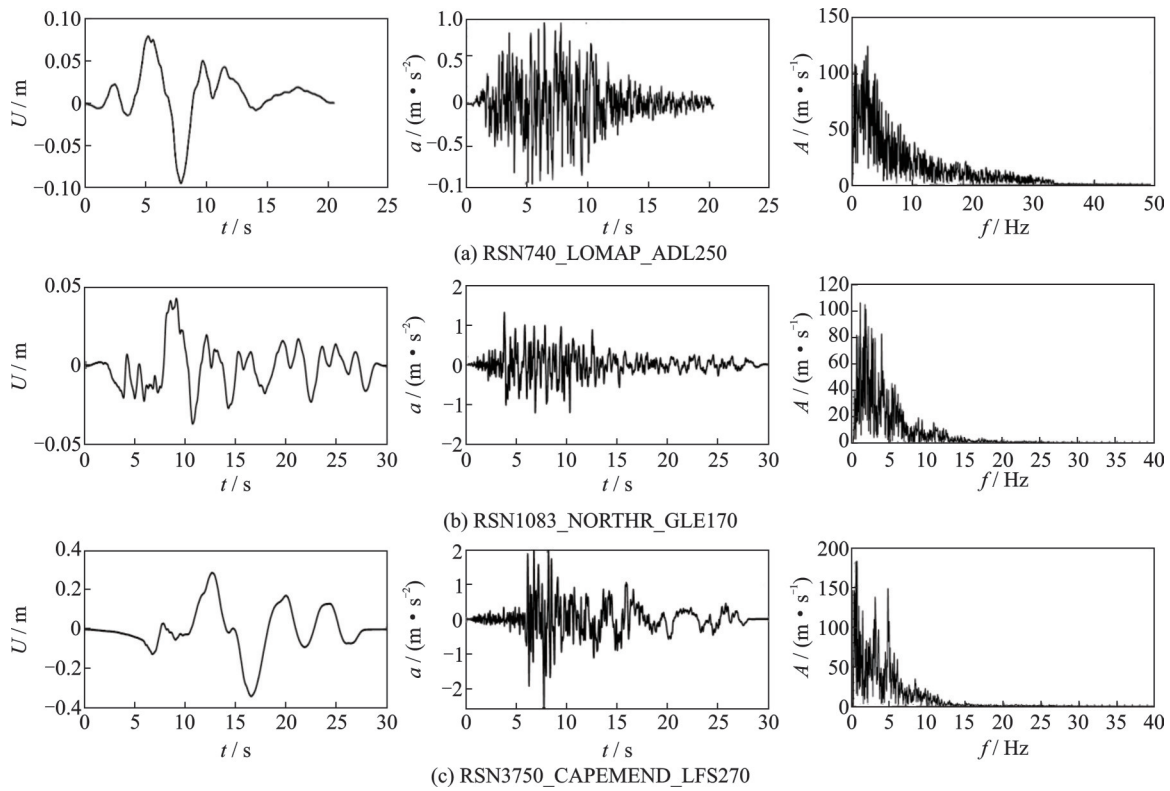 0.10
0.05
0
−0.05
−0.10
U / m
0 5 10 15 20 25
t / s
1.0
0.5
0
−0.5
−0.1
a / (m • s⁻²)
0 5 10 15 20 25
t / s
150
100
50
0
A / (m • s⁻¹)
0 10 20 30 40 50
f / Hz
(a) RSN740_LOMAP_ADL250
0.05
0
−0.05
U / m
0 5 10 15 20 25 30
t / s
2
1
0
−1
−2
a / (m • s⁻²)
0 5 10 15 20 25 30
t / s
120
100
80
60
40
20
0
A / (m • s⁻¹)
0 5 10 15 20 25 30 35 40
f / Hz
(b) RSN1083_NORTHR_GLE170
0.4
0.2
0
−0.2
−0.4
U / m
0 5 10 15 20 25 30
t / s
2
1
0
−1
−2
a / (m • s⁻²)
0 5 10 15 20 25 30
t / s
200
150
100
50
0
A / (m • s⁻¹)
0 5 10 15 20 25 30 35 40
f / Hz
(c) RSN3750_CAPEMEND_LFS270